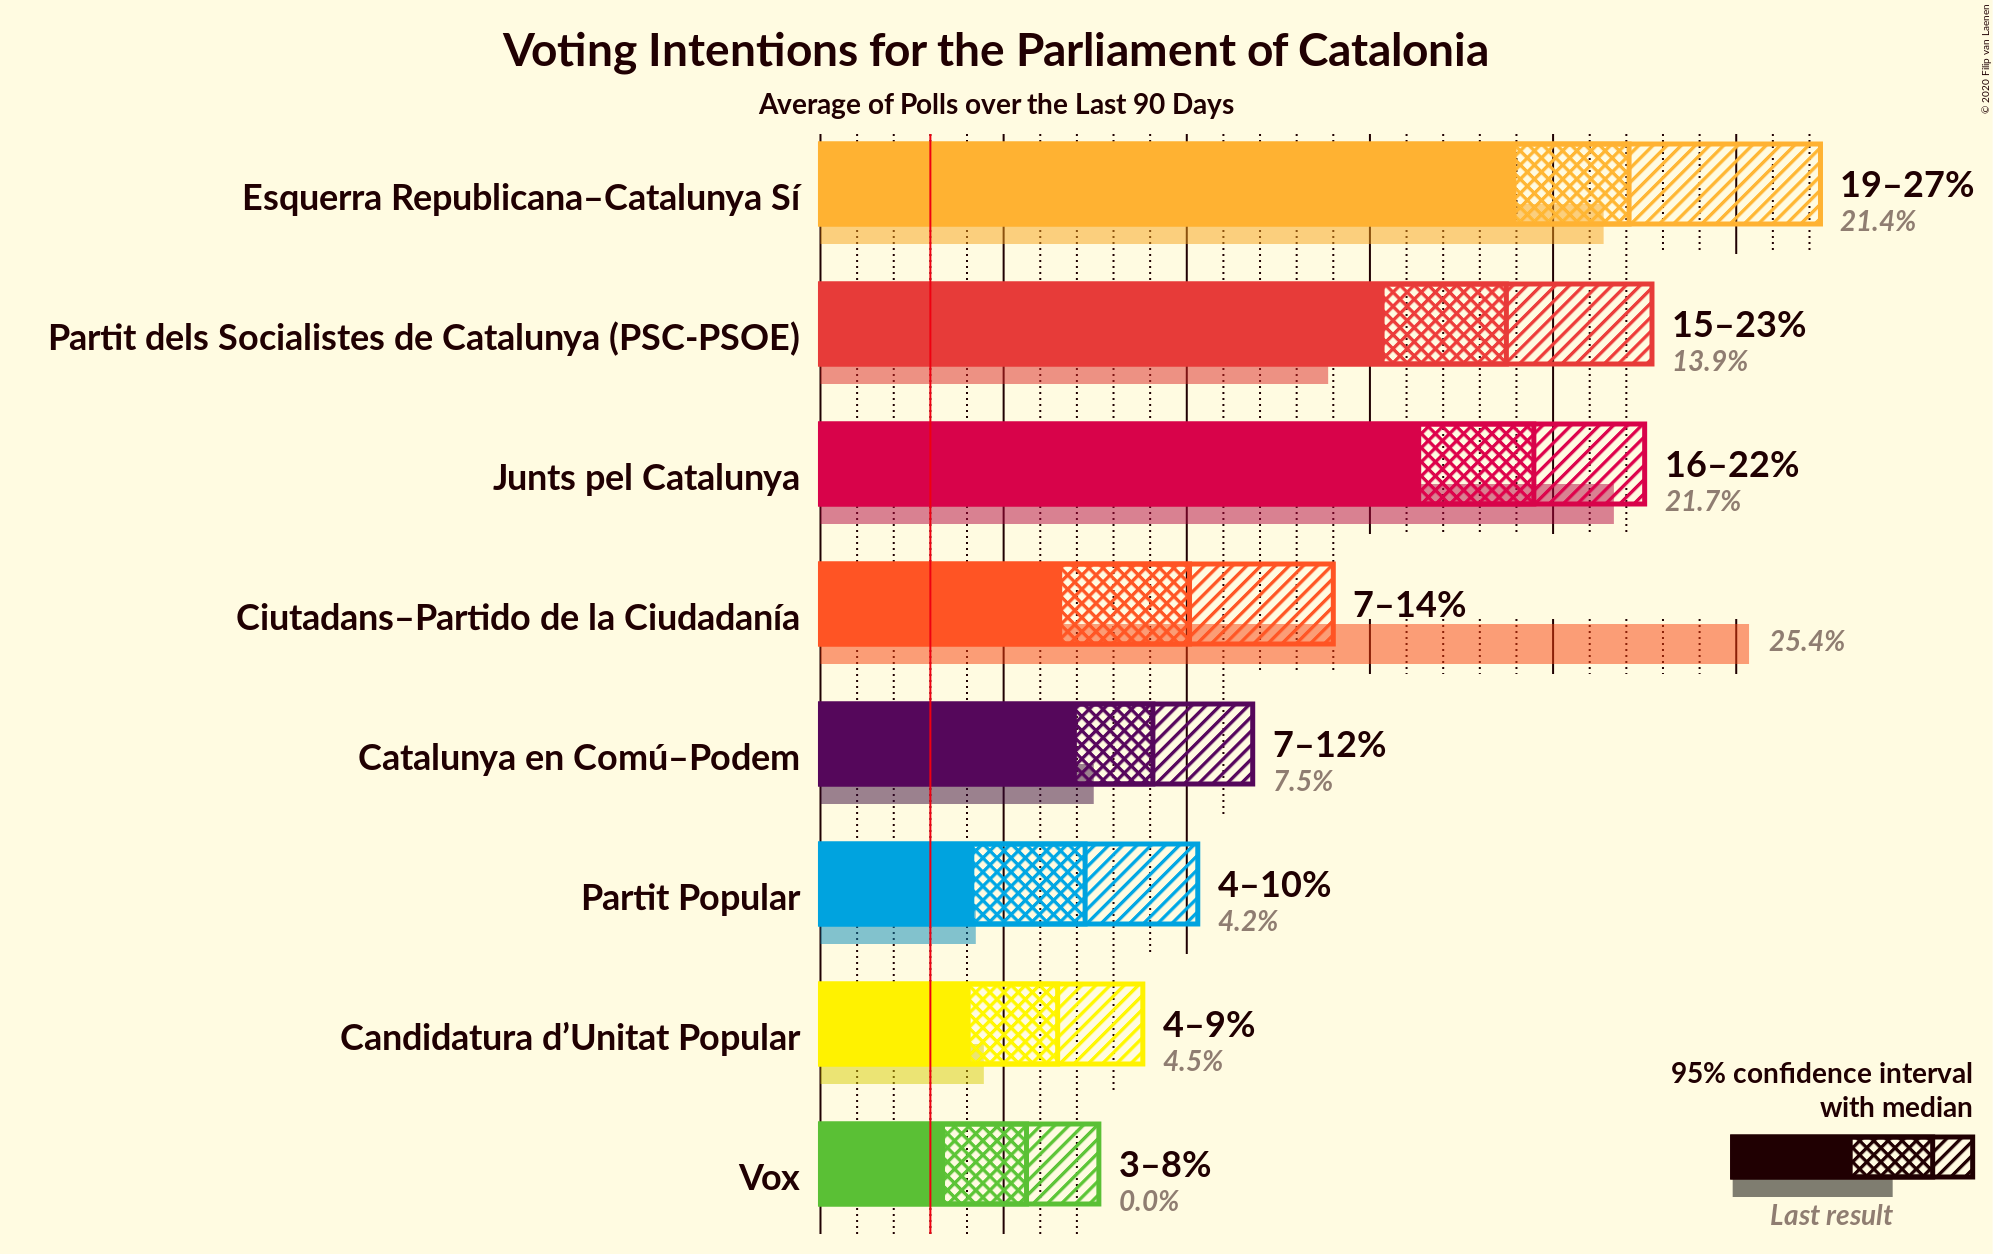 Voting Intentions for the Parliament of Catalonia
Average of Polls over the Last 90 Days
© 2020 Filip van Laenen
Esquerra Republicana–Catalunya Sí
19–27%
21.4%
Partit dels Socialistes de Catalunya (PSC-PSOE)
15–23%
13.9%
Junts pel Catalunya
16–22%
21.7%
Ciutadans–Partido de la Ciudadanía
7–14%
25.4%
Catalunya en Comú–Podem
7–12%
7.5%
Partit Popular
4–10%
4.2%
Candidatura d’Unitat Popular
4–9%
4.5%
Vox
3–8%
0.0%
95% confidence interval
with median
Last result